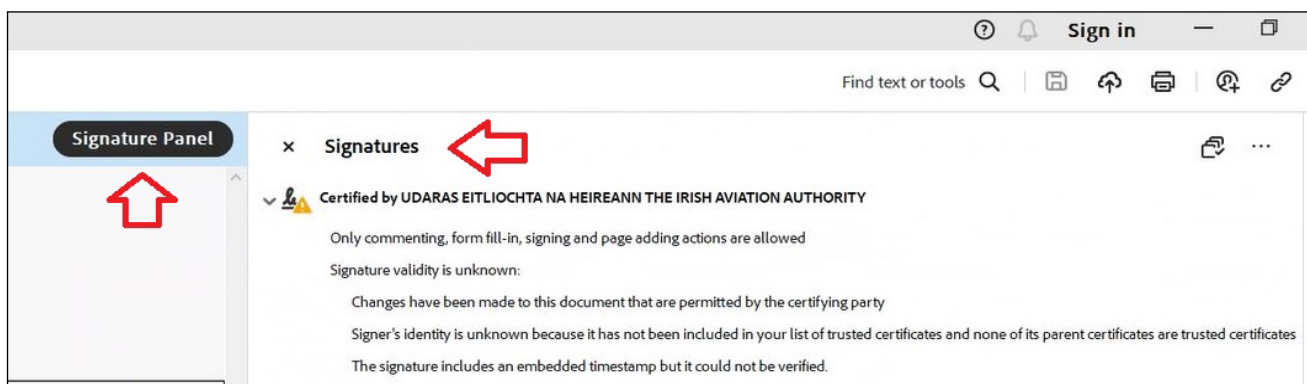 Sign in
Find text or tools
Signature Panel
Signatures
Certified by UDARAS EITLIOCHTA NA HEIREANN THE IRISH AVIATION AUTHORITY
Only commenting, form fill-in, signing and page adding actions are allowed
Signature validity is unknown:
Changes have been made to this document that are permitted by the certifying party
Signer's identity is unknown because it has not been included in your list of trusted certificates and none of its parent certificates are trusted certificates
The signature includes an embedded timestamp but it could not be verified.